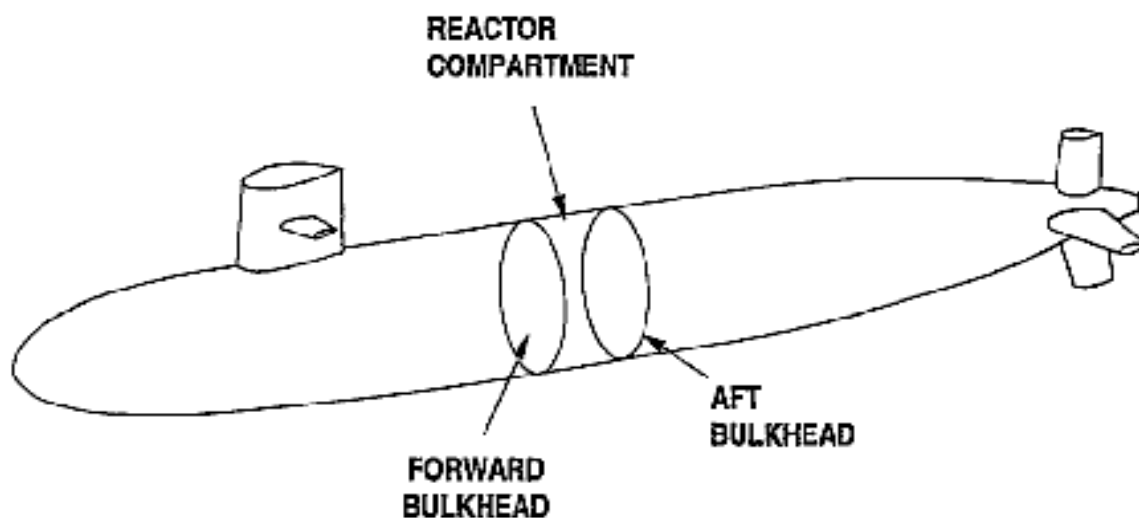 REACTOR
COMPARTMENT
AFT
BULKHEAD
FORWARD
BULKHEAD